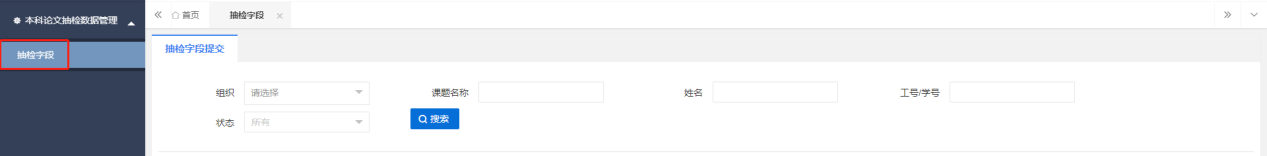 本科论文抽检数据管理
首页 抽检字段
抽检字段
抽检字段提交
组织 请选择 课题名称 姓名 工号/学号
状态 所有 搜索